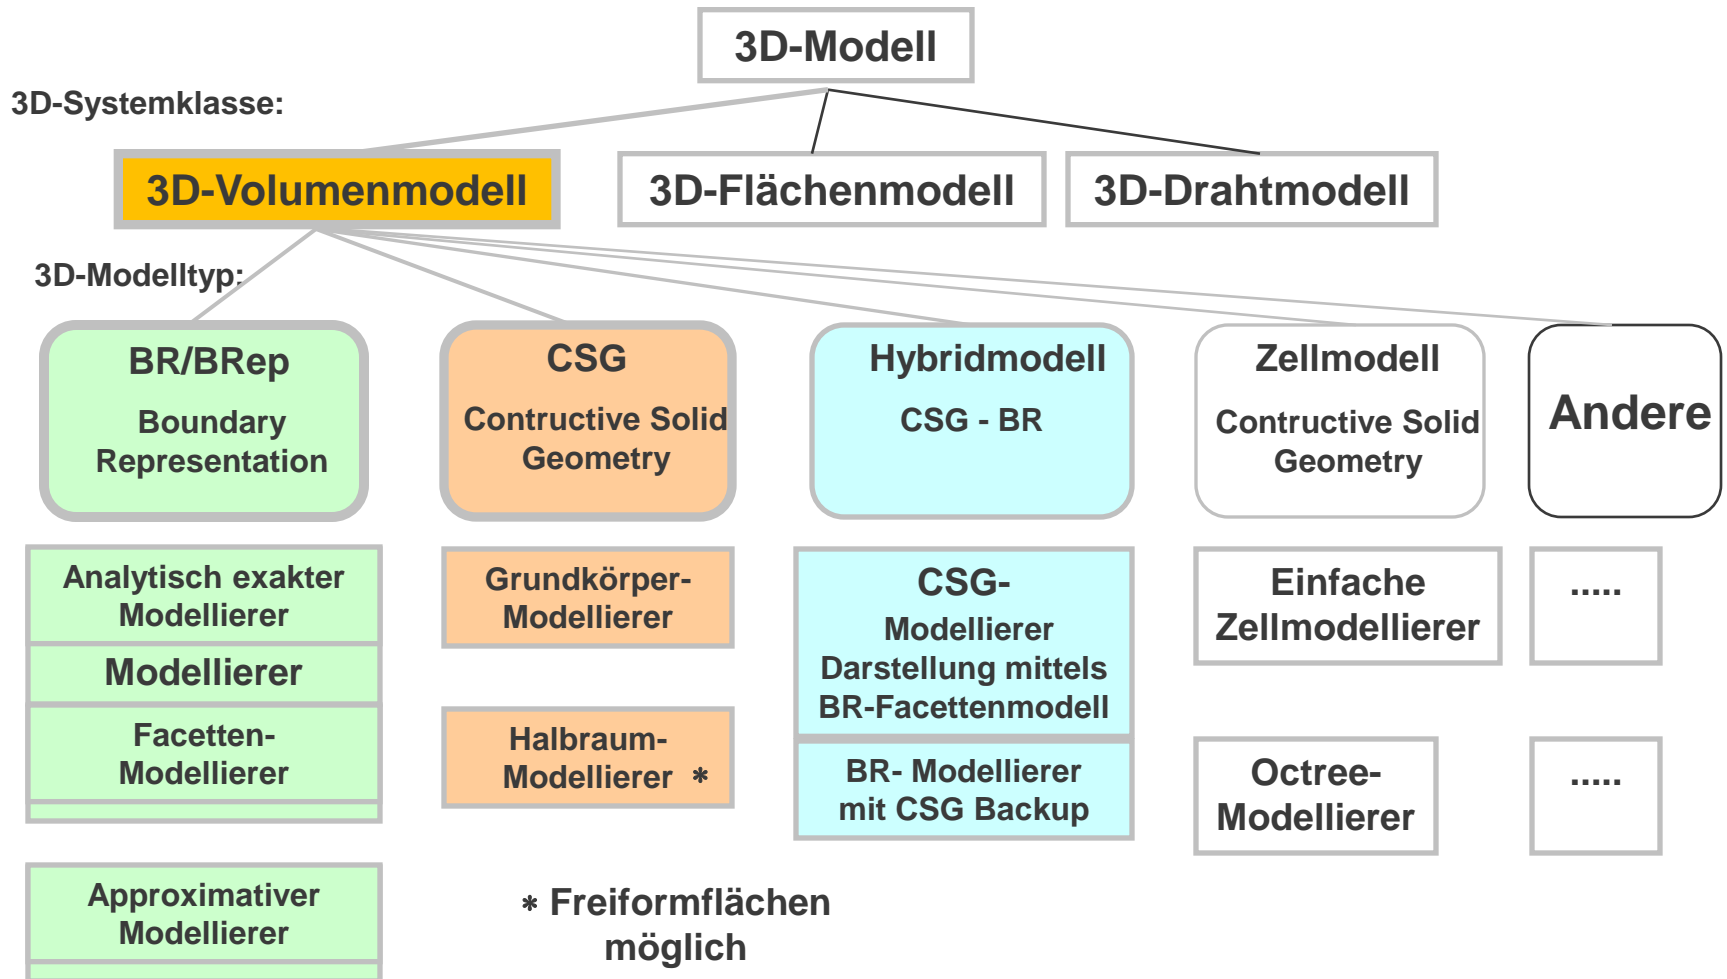 3D-Modell
3D-Systemklasse:
3D-Volumenmodell
3D-Flächenmodell
3D-Drahtmodell
3D-Modelltyp:
BR/BRep
Boundary
Representation
CSG
Contructive Solid
Geometry
Hybridmodell
CSG - BR
Zellmodell
Contructive Solid
Geometry
Andere
Analytisch exakter
Modellierer
Modellierer
Facetten-
Modellierer
Approximativer
Modellierer
Grundkörper-
Modellierer
Halbraum-
Modellierer *
CSG-
Modellierer
Darstellung mittels
BR-Facettenmodell
BR- Modellierer
mit CSG Backup
Einfache
Zellmodellierer
Octree-
Modellierer
.....
.....
* Freiformflächen
möglich